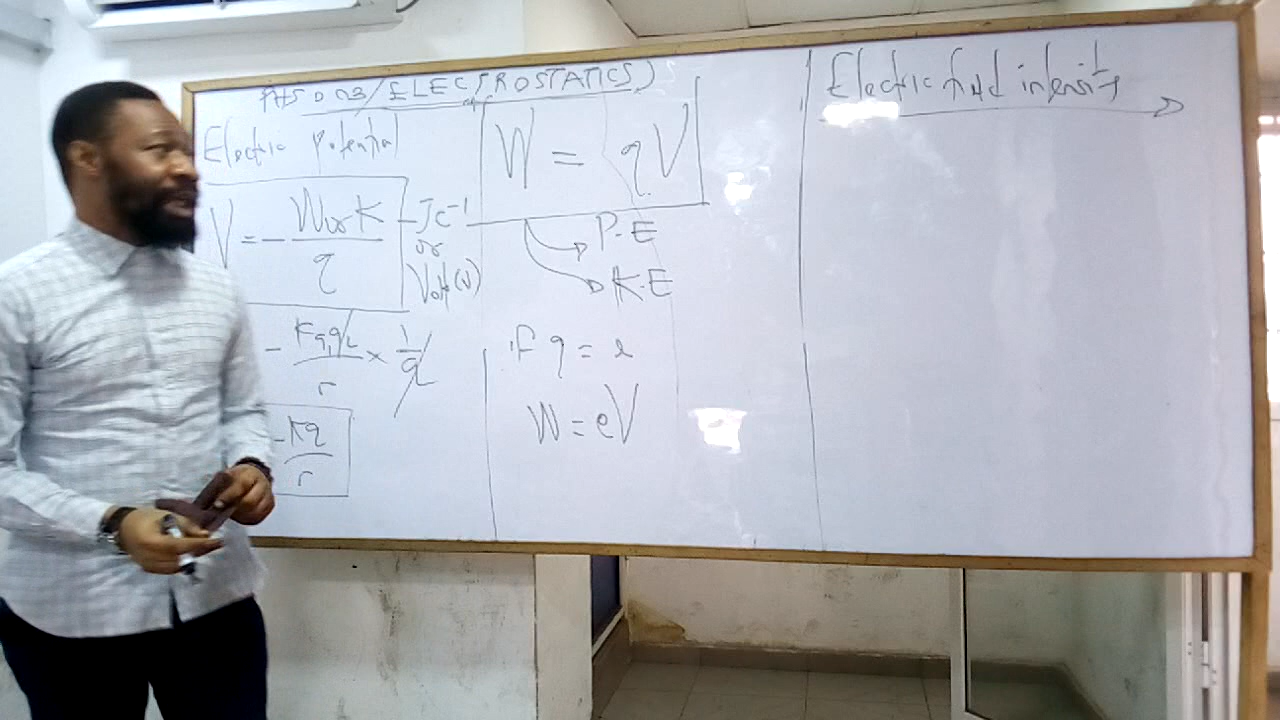 PHS 003/ELECTROSTATICS)
Electric Potential
V = - Work / q - JC⁻¹ or Volt(V)
- Kq₁q₂ / r × 1 / q
- Kq / r
W = qV
P.E
K.E
if q = e
W = eV
Electric field intensity